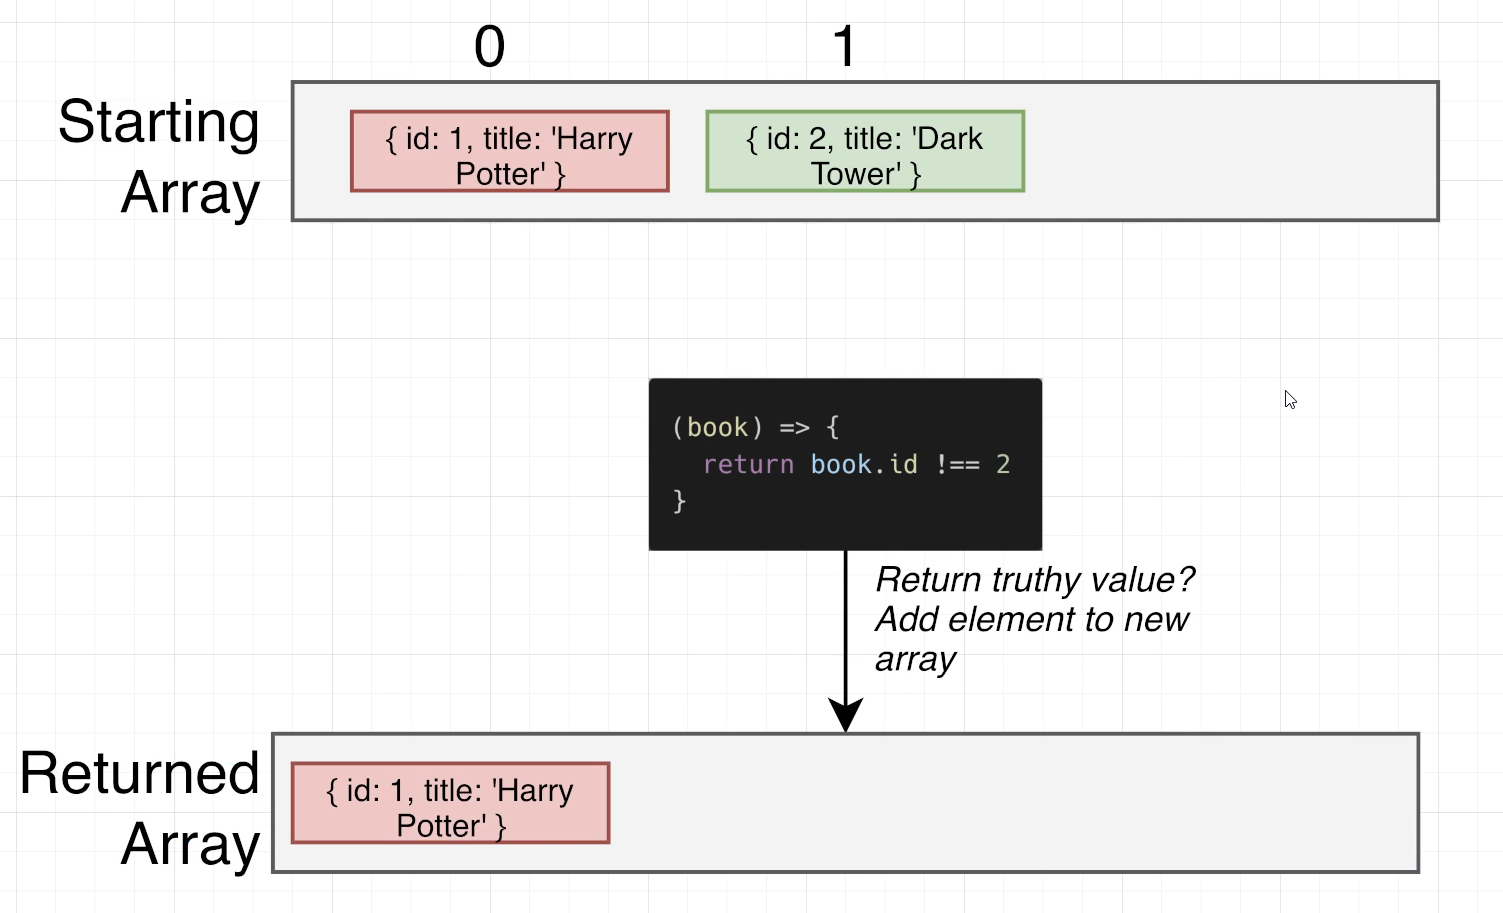 0
1
Starting
Array
{ id: 1, title: 'Harry
Potter' }
{ id: 2, title: 'Dark
Tower' }
(book) => {
  return book.id !== 2
}
Return truthy value?
Add element to new
array
Returned
Array
{ id: 1, title: 'Harry
Potter' }